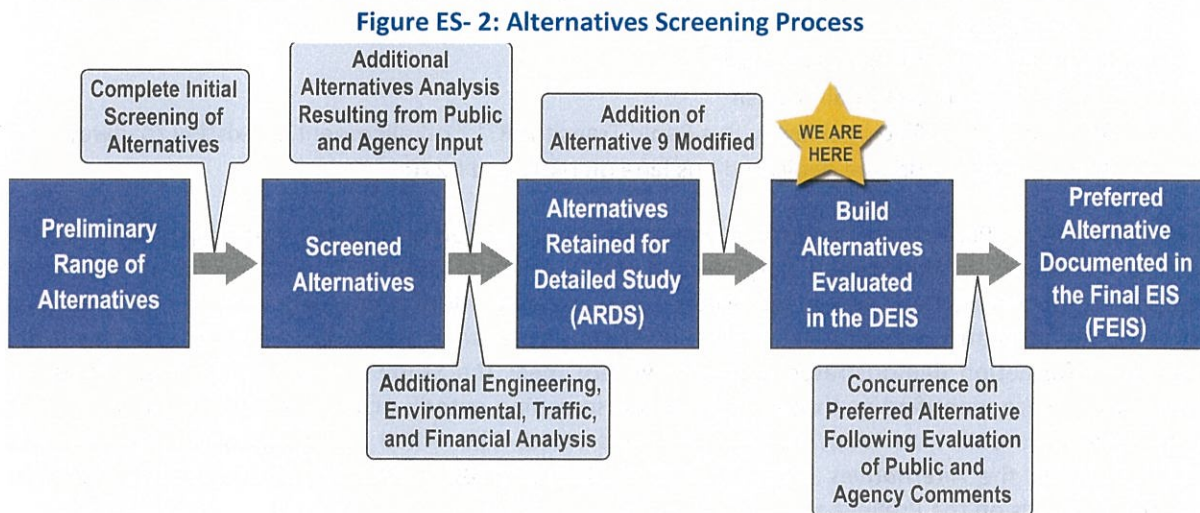 Figure ES- 2: Alternatives Screening Process
Complete Initial
Screening of
Alternatives
Additional
Alternatives Analysis
Resulting from Public
and Agency Input
Addition of
Alternative 9 Modified
WE ARE
HERE
Preliminary
Range of
Alternatives
Screened
Alternatives
Alternatives
Retained for
Detailed Study
(ARDS)
Build
Alternatives
Evaluated
in the DEIS
Preferred
Alternative
Documented in
the Final EIS
(FEIS)
Additional Engineering,
Environmental, Traffic,
and Financial Analysis
Concurrence on
Preferred Alternative
Following Evaluation
of Public and
Agency Comments